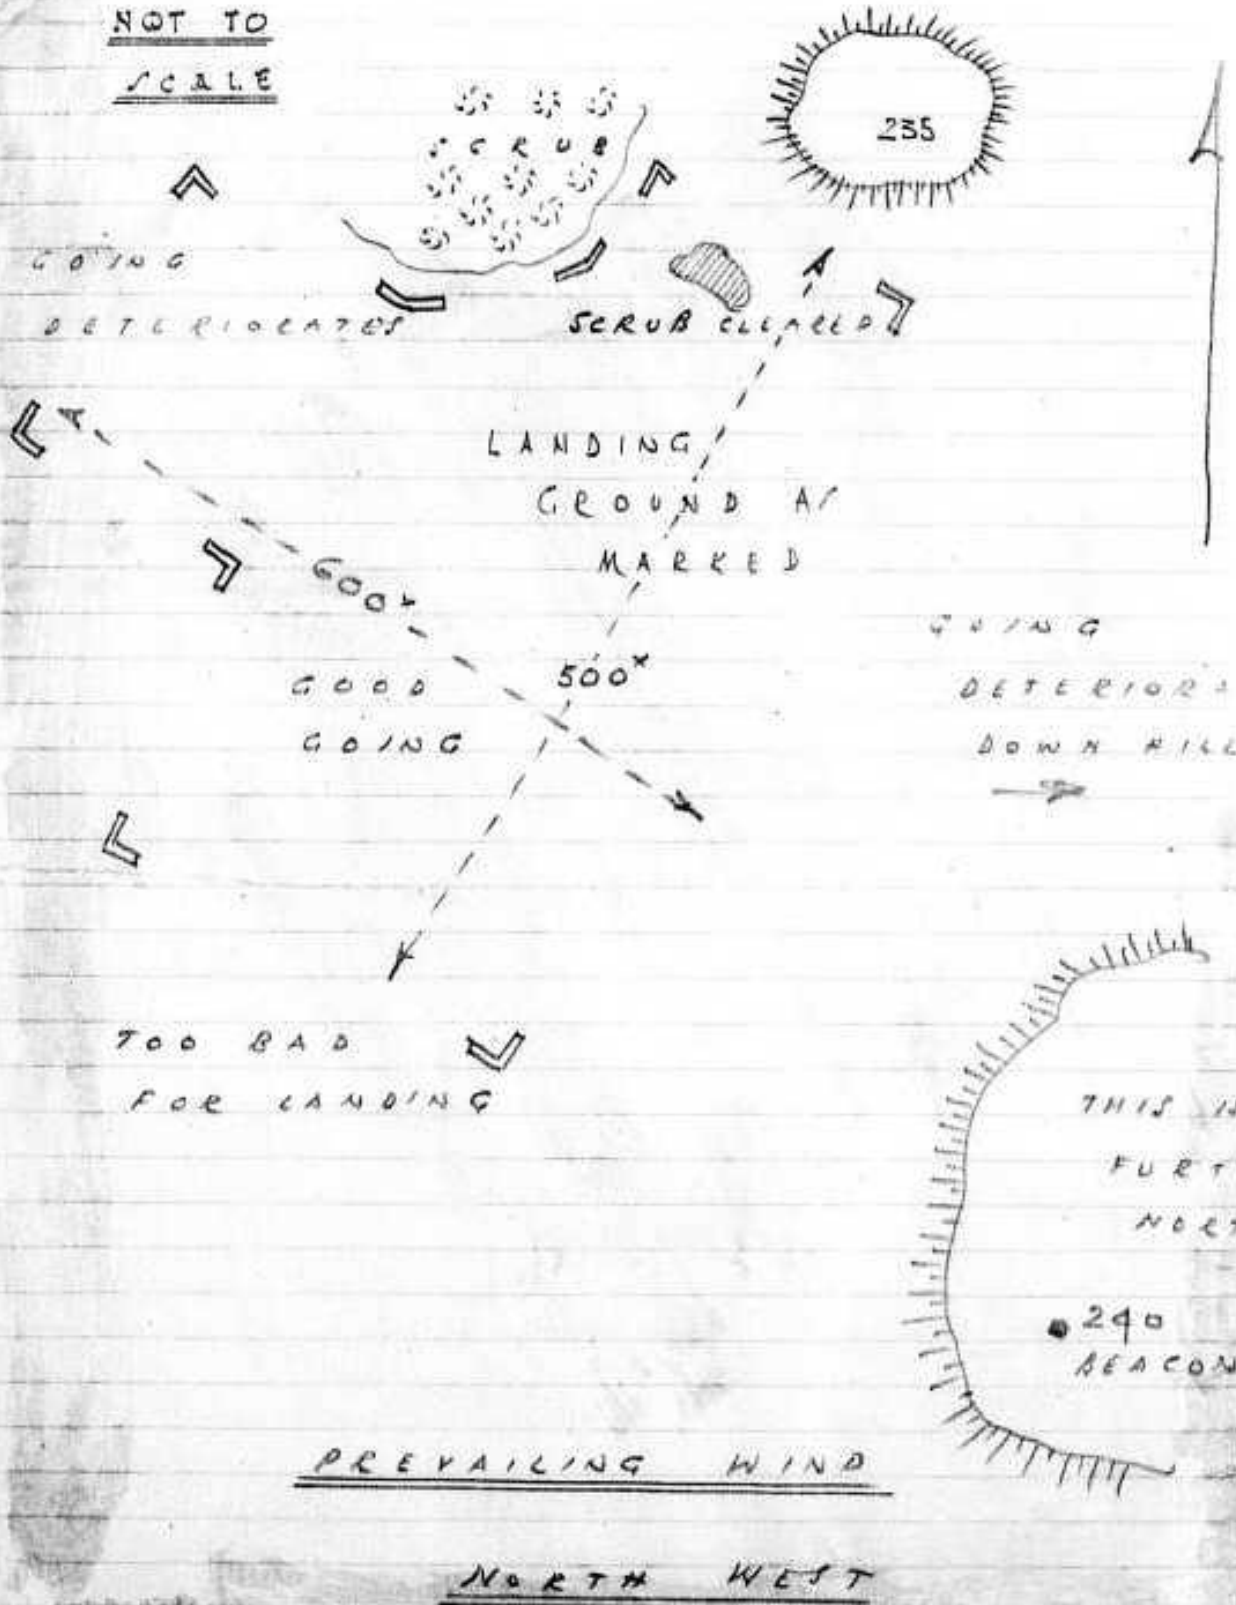 NOT TO
SCALE
SCRUB
235
GOING
DETERIORATES
SCRUB CLEARED
LANDING
GROUND AS
MARKED
600x
500x
GOOD
GOING
GOING
DETERIORA
DOWN HILL
TOO BAD
FOR LANDING
THIS IS
FURT
NORT
240
BEACON
PREVAILING WIND
NORTH WEST